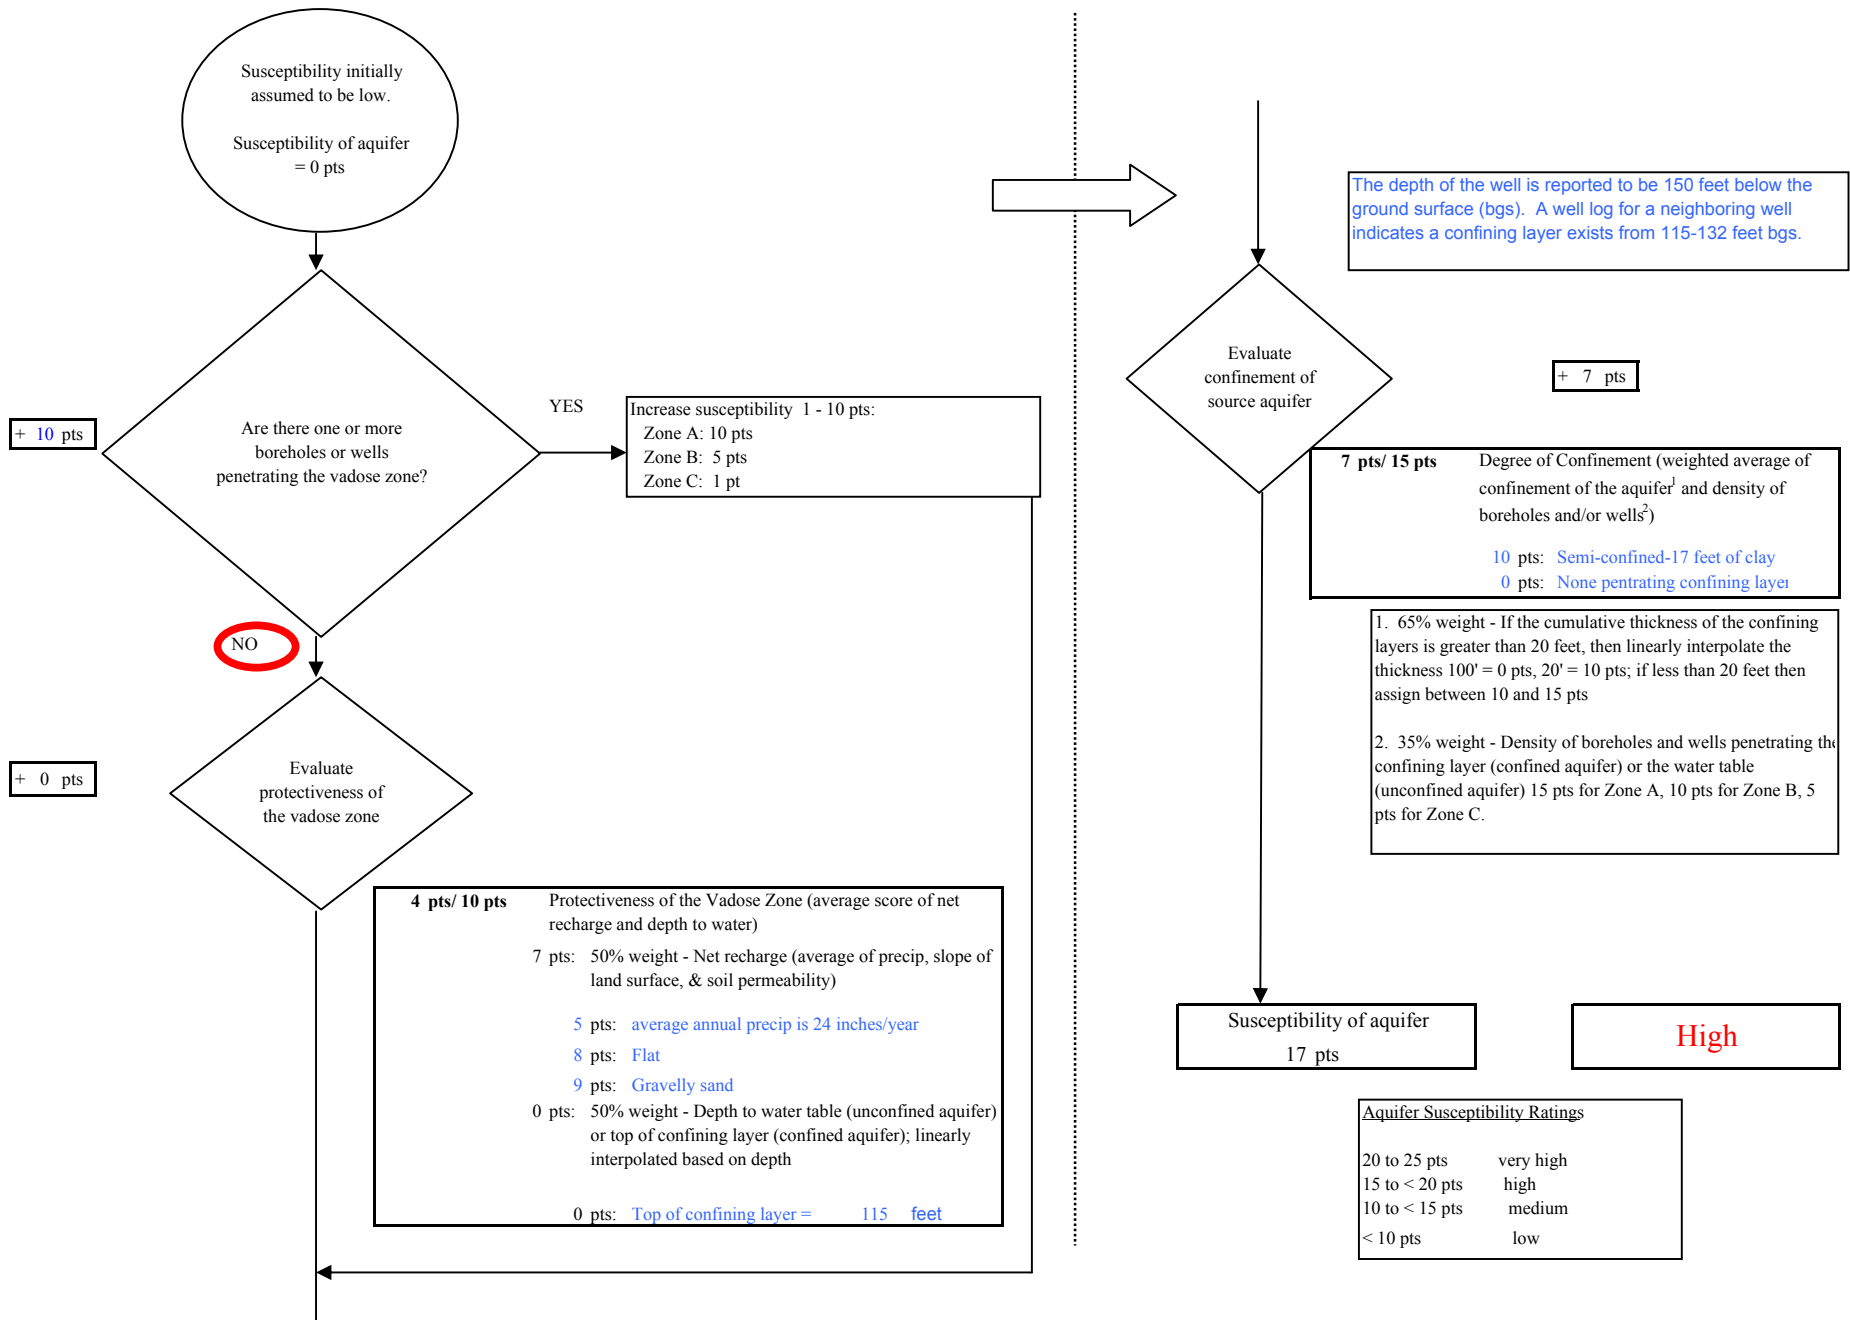 Susceptibility initially
assumed to be low.
Susceptibility of aquifer
= 0 pts
+ 10 pts
Are there one or more
boreholes or wells
penetrating the vadose zone?
YES
Increase susceptibility 1 - 10 pts:
Zone A: 10 pts
Zone B: 5 pts
Zone C: 1 pt
NO
+ 0 pts
Evaluate
protectiveness of
the vadose zone
4 pts/ 10 pts
Protectiveness of the Vadose Zone (average score of net
recharge and depth to water)
7 pts: 50% weight - Net recharge (average of precip, slope of
land surface, & soil permeability)
5 pts: average annual precip is 24 inches/year
8 pts: Flat
9 pts: Gravelly sand
0 pts: 50% weight - Depth to water table (unconfined aquifer)
or top of confining layer (confined aquifer); linearly
interpolated based on depth
0 pts: Top of confining layer = 115 feet
The depth of the well is reported to be 150 feet below the
ground surface (bgs). A well log for a neighboring well
indicates a confining layer exists from 115-132 feet bgs.
Evaluate
confinement of
source aquifer
+ 7 pts
7 pts/ 15 pts
Degree of Confinement (weighted average of
confinement of the aquifer1 and density of
boreholes and/or wells2)
10 pts: Semi-confined-17 feet of clay
0 pts: None pentrating confining layer
1. 65% weight - If the cumulative thickness of the confining
layers is greater than 20 feet, then linearly interpolate the
thickness 100' = 0 pts, 20' = 10 pts; if less than 20 feet then
assign between 10 and 15 pts
2. 35% weight - Density of boreholes and wells penetrating the
confining layer (confined aquifer) or the water table
(unconfined aquifer) 15 pts for Zone A, 10 pts for Zone B, 5
pts for Zone C.
Susceptibility of aquifer
17 pts
High
Aquifer Susceptibility Ratings
20 to 25 pts very high
15 to < 20 pts high
10 to < 15 pts medium
< 10 pts low